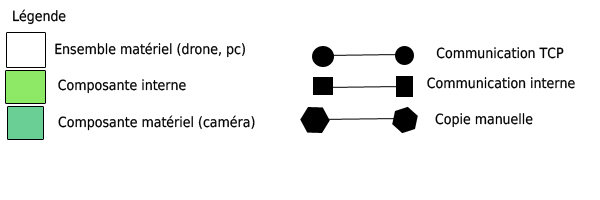 Légende
Ensemble matériel (drone, pc)
Composante interne
Composante matériel (caméra)
Communication TCP
Communication interne
Copie manuelle